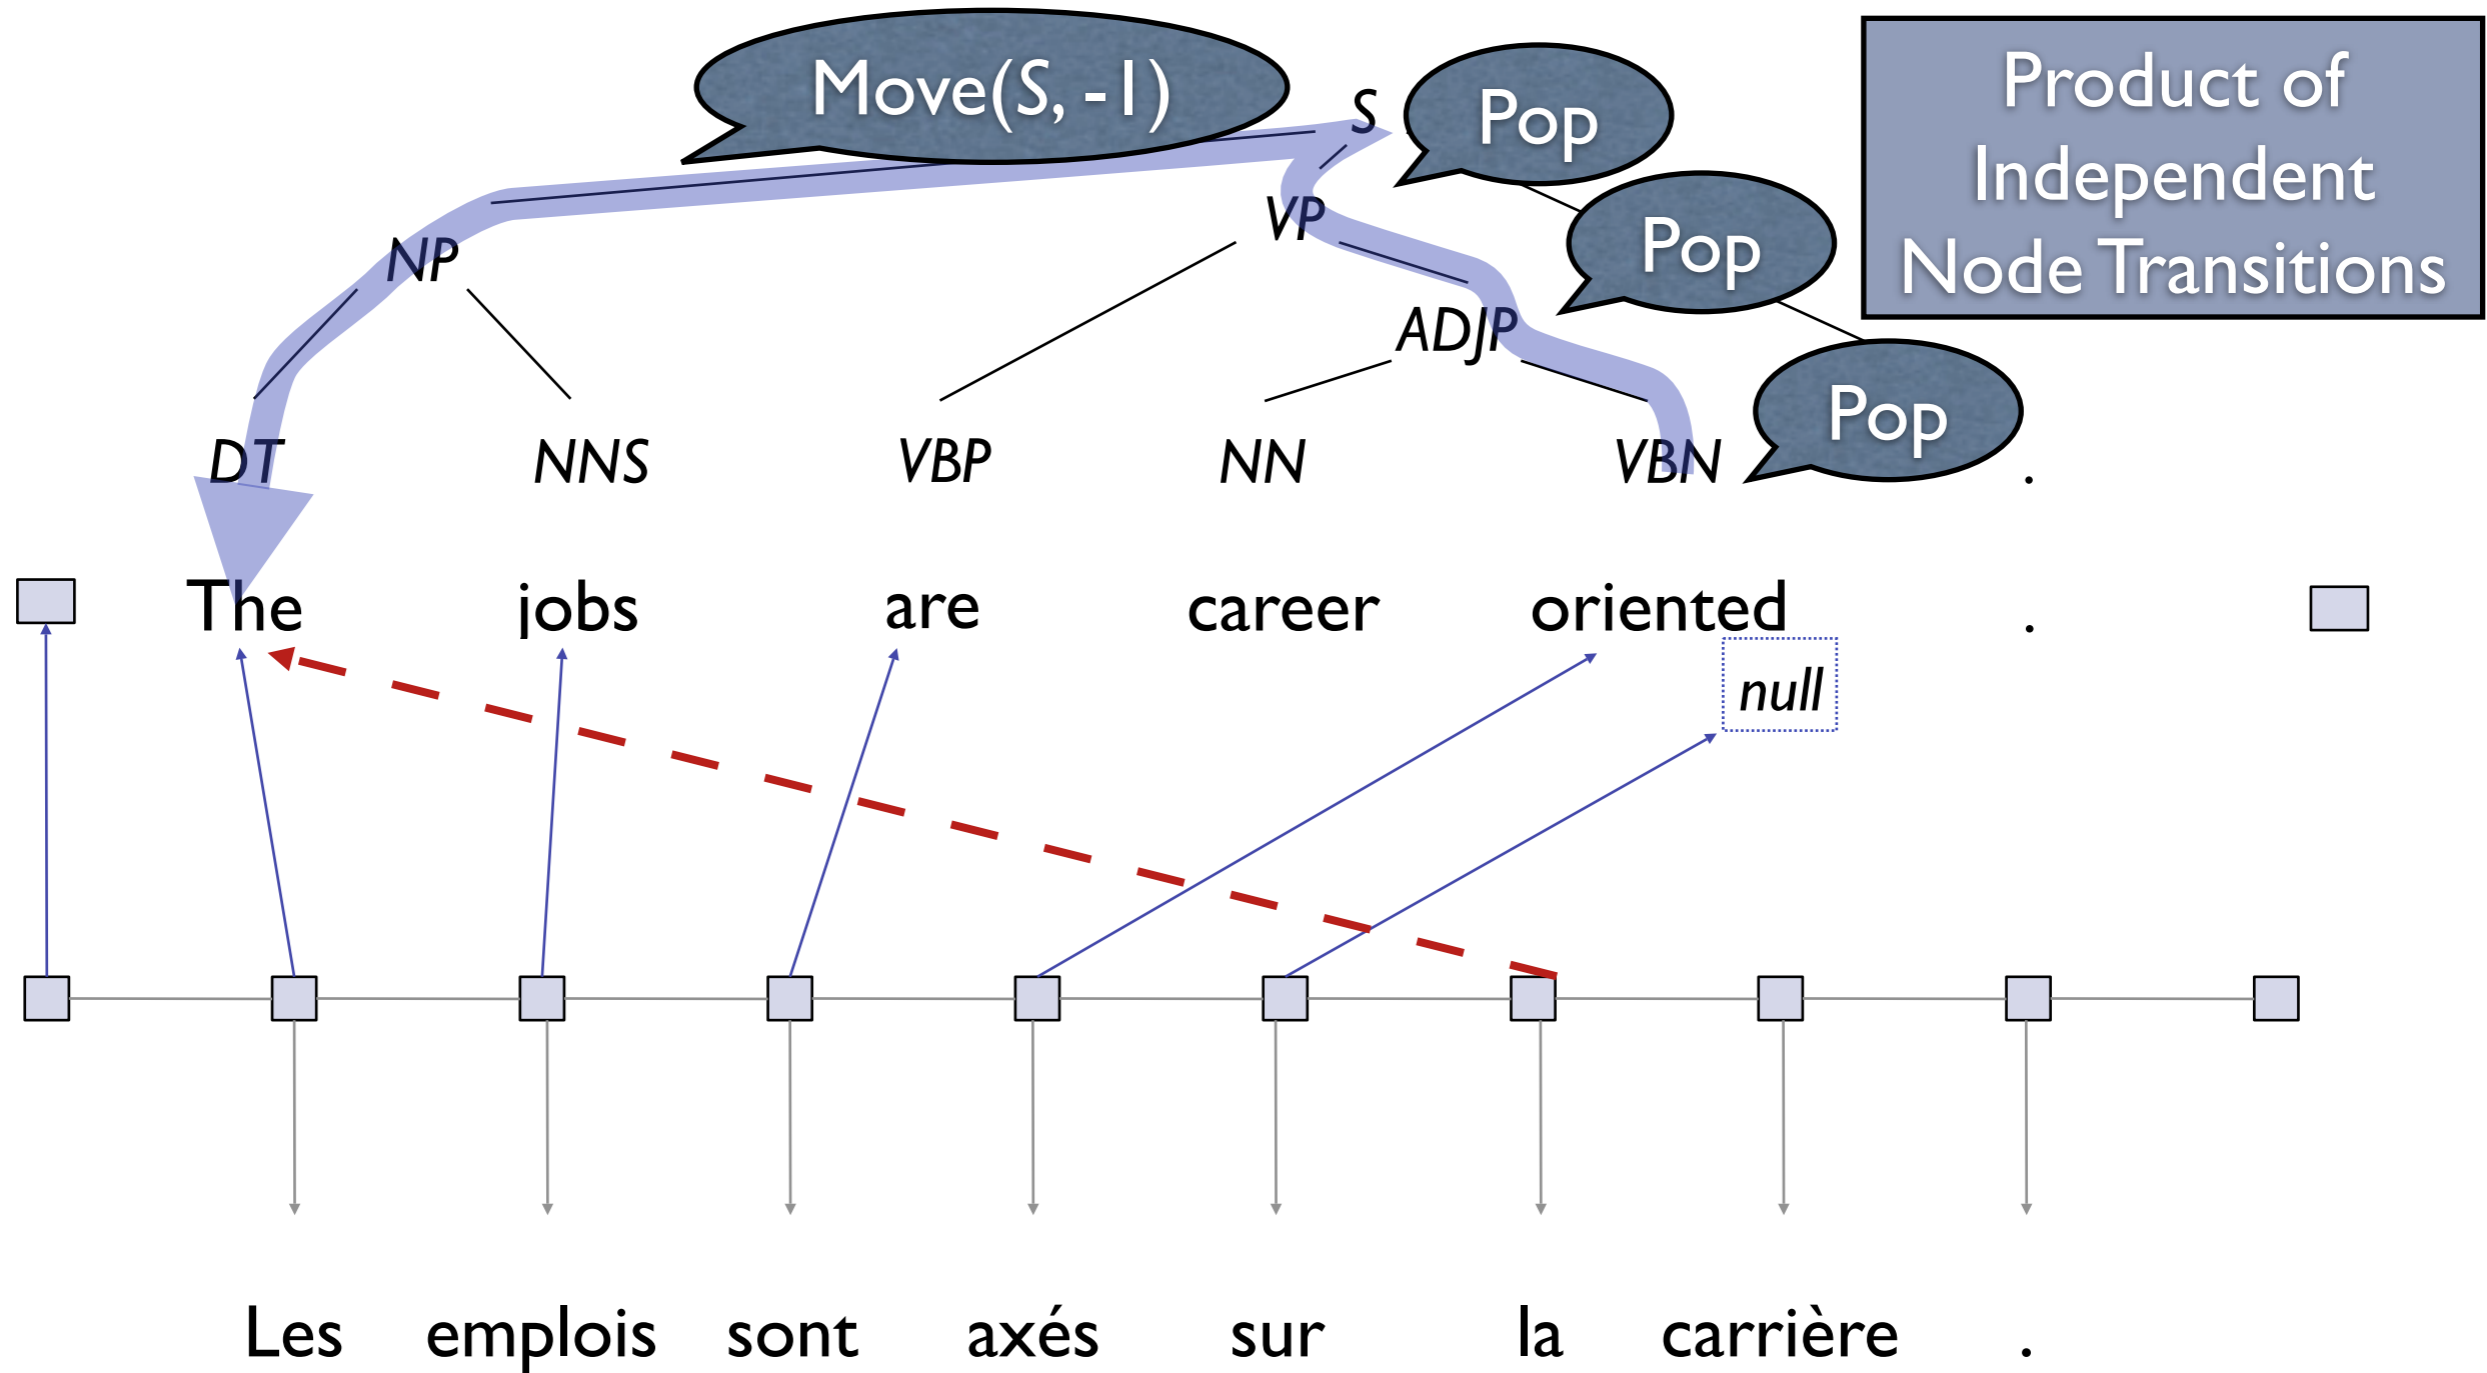 Move(S, -1)
S
Pop
Product of
Independent
Node Transitions
VP
Pop
NP
ADJP
Pop
DT NNS VBP NN VBN .
The jobs are career oriented .
null
Les emplois sont axés sur la carrière .